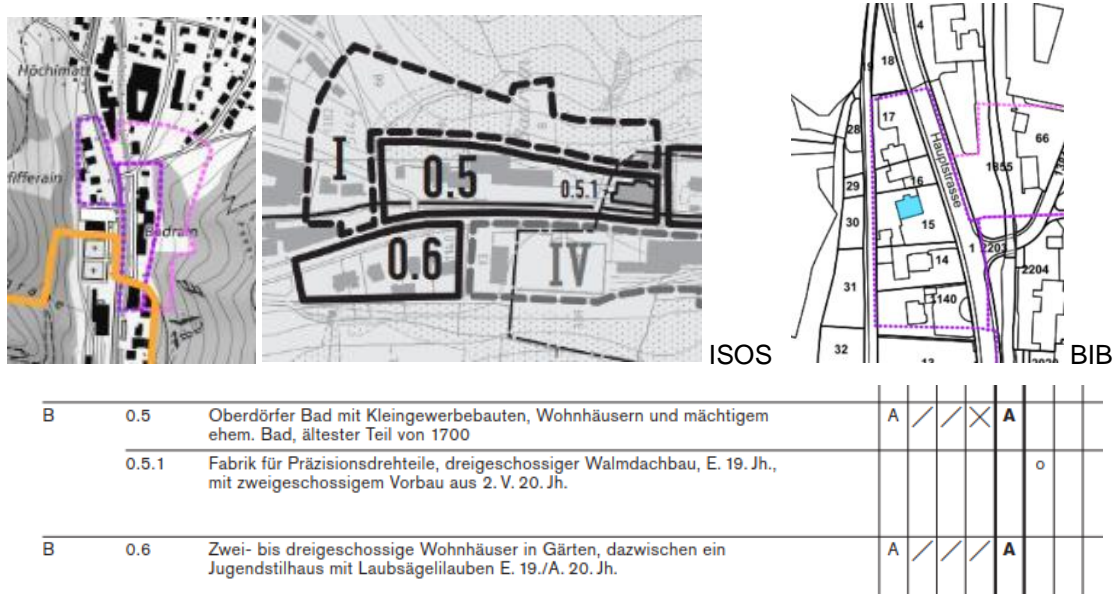 Höchimatt
fifferain
Badrain
I
0.5
0.5.1
0.6
IV
ISOS
4
19
18
17
28
66
Hauptstrasse
1855
16
29
15
30
1
2203
14
2204
31
1140
32
13
BIB
B 0.5 Oberdörfer Bad mit Kleingewerbebauten, Wohnhäusern und mächtigem A / / X A
ehem. Bad, ältester Teil von 1700
0.5.1 Fabrik für Präzisionsdrehteile, dreigeschossiger Walmdachbau, E. 19. Jh., o
mit zweigeschossigem Vorbau aus 2. V. 20. Jh.
B 0.6 Zwei- bis dreigeschossige Wohnhäuser in Gärten, dazwischen ein A / / / A
Jugendstilhaus mit Laubsägelilauben E. 19./A. 20. Jh.